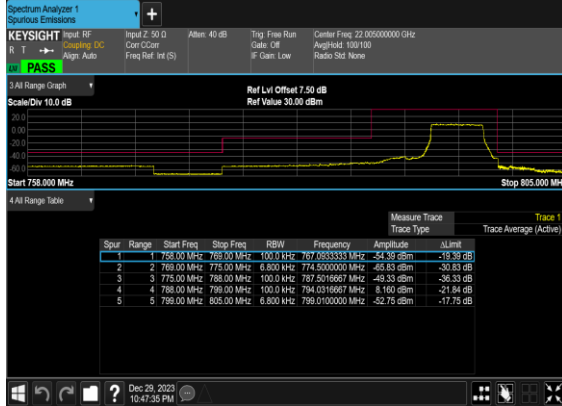 Spectrum Analyzer 1
Spurious Emissions
+
KEYSIGHT Input: RF Input Z: 50 Ω Atten: 40 dB Trig: Free Run Center Freq: 22.005000000 GHz
R T Coupling: DC Corr CCorr Gate: Off Avg|Hold: 100/100
Align: Auto Freq Ref: Int (S) IF Gain: Low Radio Std: None
PASS
3 All Range Graph
Ref Lvl Offset 7.50 dB
Scale/Div 10.0 dB Ref Value 30.00 dBm
20.0
0.00
-20.0
-40.0
-60.0
Start 758.000 MHz Stop 805.000 MH
4 All Range Table
Measure Trace Trace 1
Trace Type Trace Average (Active)
Spur Range Start Freq Stop Freq RBW Frequency Amplitude ΔLimit
1 1 758.00 MHz 769.00 MHz 100.0 kHz 767.0933333 MHz -54.39 dBm -19.39 dB
2 2 769.00 MHz 775.00 MHz 6.800 kHz 774.5000000 MHz -65.83 dBm -30.83 dB
3 3 775.00 MHz 788.00 MHz 100.0 kHz 787.5016667 MHz -49.33 dBm -36.33 dB
4 4 788.00 MHz 799.00 MHz 100.0 kHz 794.0316667 MHz 8.160 dBm -21.84 dB
5 5 799.00 MHz 805.00 MHz 6.800 kHz 799.0100000 MHz -52.75 dBm -17.75 dB
? Dec 29, 2023
10:47:35 PM